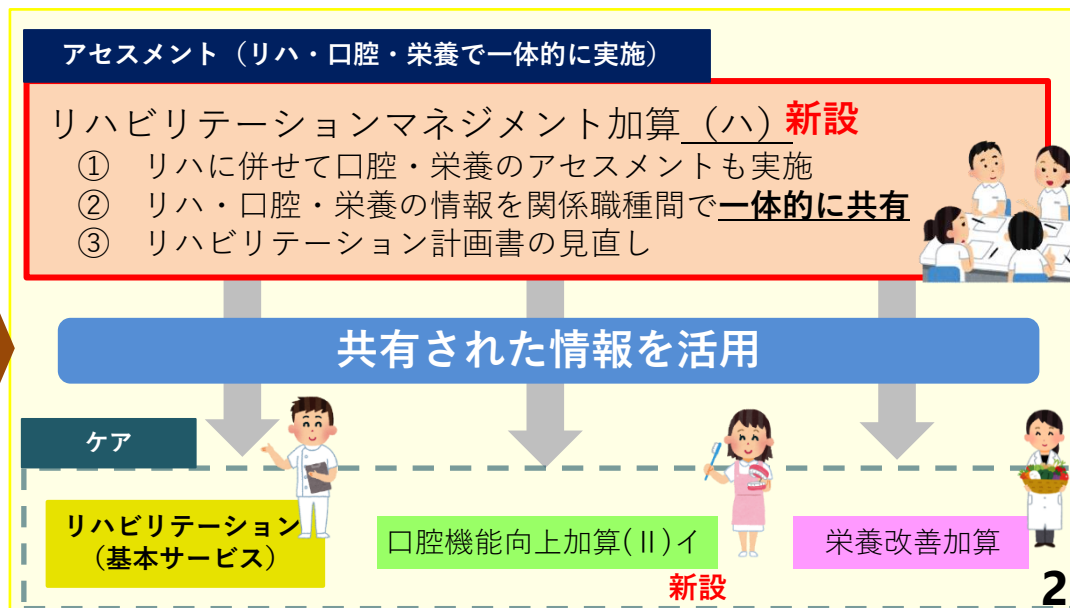 アセスメント（リハ・口腔・栄養で一体的に実施）
リハビリテーションマネジメント加算（ハ）新設
① リハに併せて口腔・栄養のアセスメントも実施
② リハ・口腔・栄養の情報を関係職種間で一体的に共有
③ リハビリテーション計画書の見直し
共有された情報を活用
ケア
リハビリテーション
（基本サービス）
口腔機能向上加算(Ⅱ)イ
新設
栄養改善加算
2